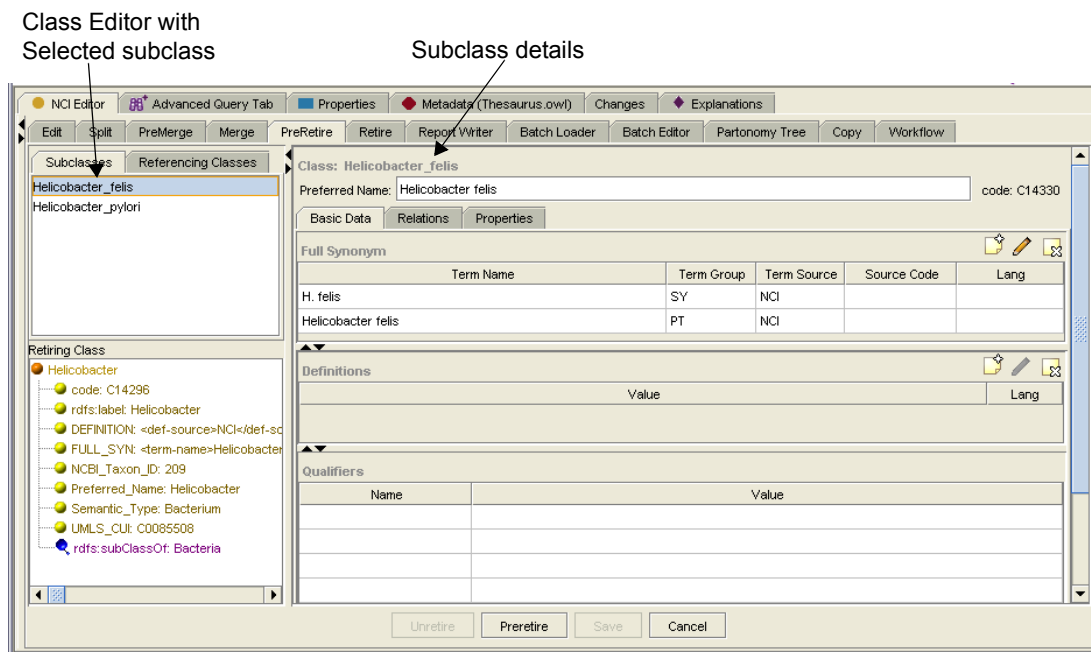 Class Editor with
Selected subclass
Subclass details
NCI Editor Advanced Query Tab Properties Metadata (Thesaurus.owl) Changes Explanations
Edit Split PreMerge Merge PreRetire Retire Report Writer Batch Loader Batch Editor Partonomy Tree Copy Workflow
Subclasses Referencing Classes
Helicobacter_felis
Helicobacter_pylori
Retiring Class
Helicobacter
code: C14296
rdfs:label: Helicobacter
DEFINITION: <def-source>NCI</def-sc
FULL_SYN: <term-name>Helicobacter
NCBI_Taxon_ID: 209
Preferred_Name: Helicobacter
Semantic_Type: Bacterium
UMLS_CUI: C0085508
rdfs:subClassOf: Bacteria
Class: Helicobacter_felis
Preferred Name: Helicobacter felis code: C14330
Basic Data Relations Properties
Full Synonym
Term Name Term Group Term Source Source Code Lang
H. felis SY NCI
Helicobacter felis PT NCI
Definitions
Value Lang
Qualifiers
Name Value
Unretire Preretire Save Cancel